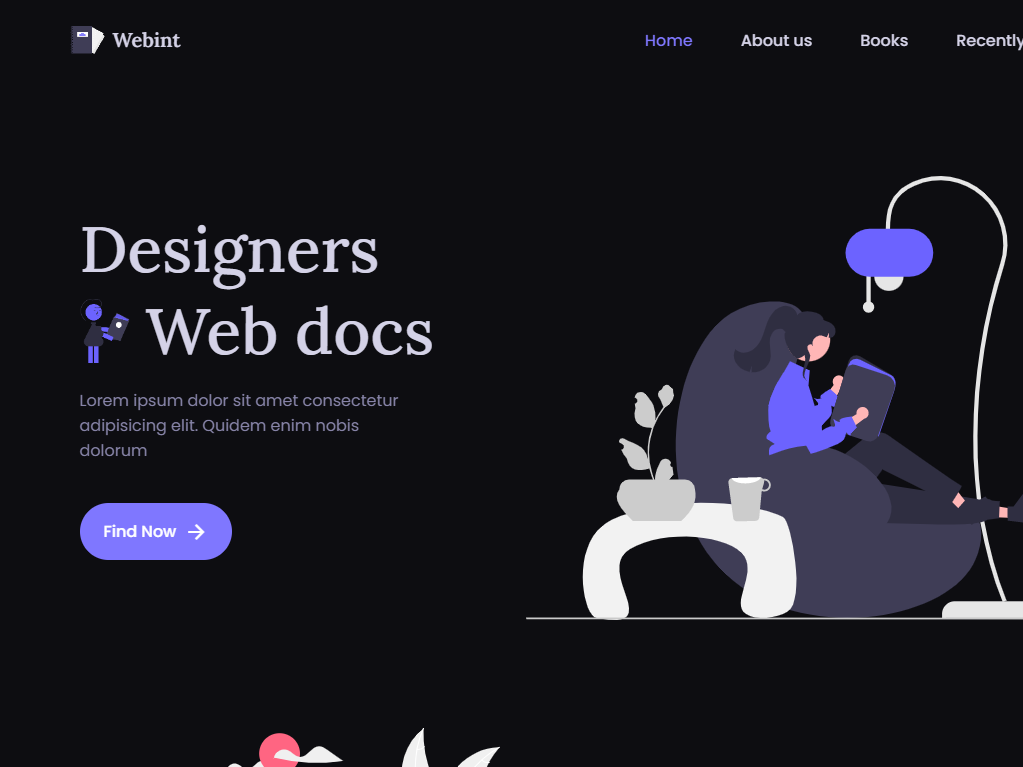 Webint
Home About us Books Recently
Designers
Web docs
Lorem ipsum dolor sit amet consectetur
adipisicing elit. Quidem enim nobis
dolorum
Find Now